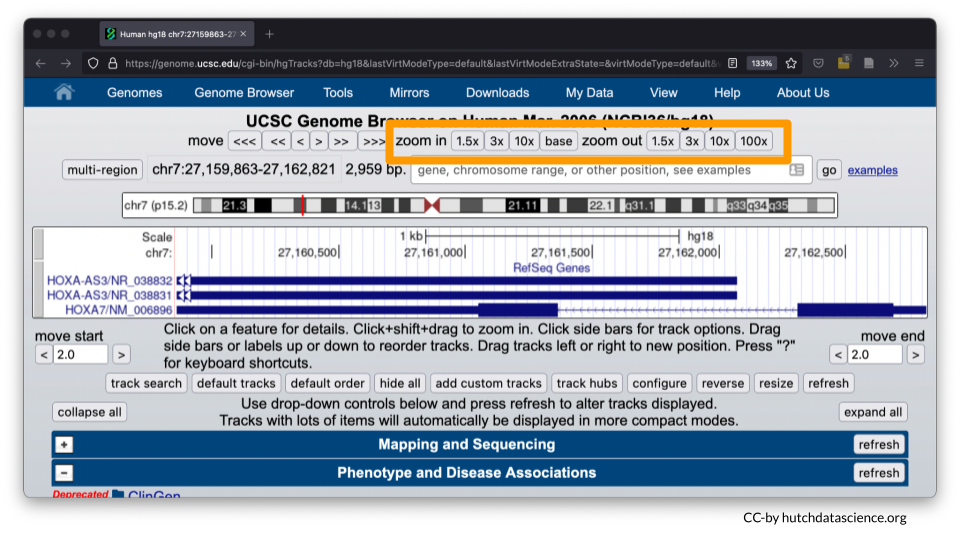 Human hg18 chr7:27159863-27
https://genome.ucsc.edu/cgi-bin/hgTracks?db=hg18&lastVirtModeType=default&lastVirtModeExtraState=&virtModeType=default&
133%
Genomes Genome Browser Tools Mirrors Downloads My Data View Help About Us
UCSC Genome Browser on Human Mar. 2006 (NCBI36/hg18)
move <<< << < > >> >>> zoom in 1.5x 3x 10x base zoom out 1.5x 3x 10x 100x
multi-region chr7:27,159,863-27,162,821 2,959 bp. gene, chromosome range, or other position, see examples go examples
chr7 (p15.2) 21.3 14.1 13 21.11 22.1 q31.1 q33 q34 q35
Scale 1 kb hg18
chr7: 27,160,500 27,161,000 27,161,500 27,162,000 27,162,500
RefSeq Genes
HOXA-AS3/NR_038832
HOXA-AS3/NR_038831
HOXA7/NM_006896
move start
< 2.0 >
Click on a feature for details. Click+shift+drag to zoom in. Click side bars for track options. Drag
side bars or labels up or down to reorder tracks. Drag tracks left or right to new position. Press "?"
for keyboard shortcuts.
move end
< 2.0 >
track search default tracks default order hide all add custom tracks track hubs configure reverse resize refresh
collapse all
Use drop-down controls below and press refresh to alter tracks displayed.
Tracks with lots of items will automatically be displayed in more compact modes.
expand all
+ Mapping and Sequencing refresh
- Phenotype and Disease Associations refresh
Deprecated ClinGen
CC-by hutchdatascience.org